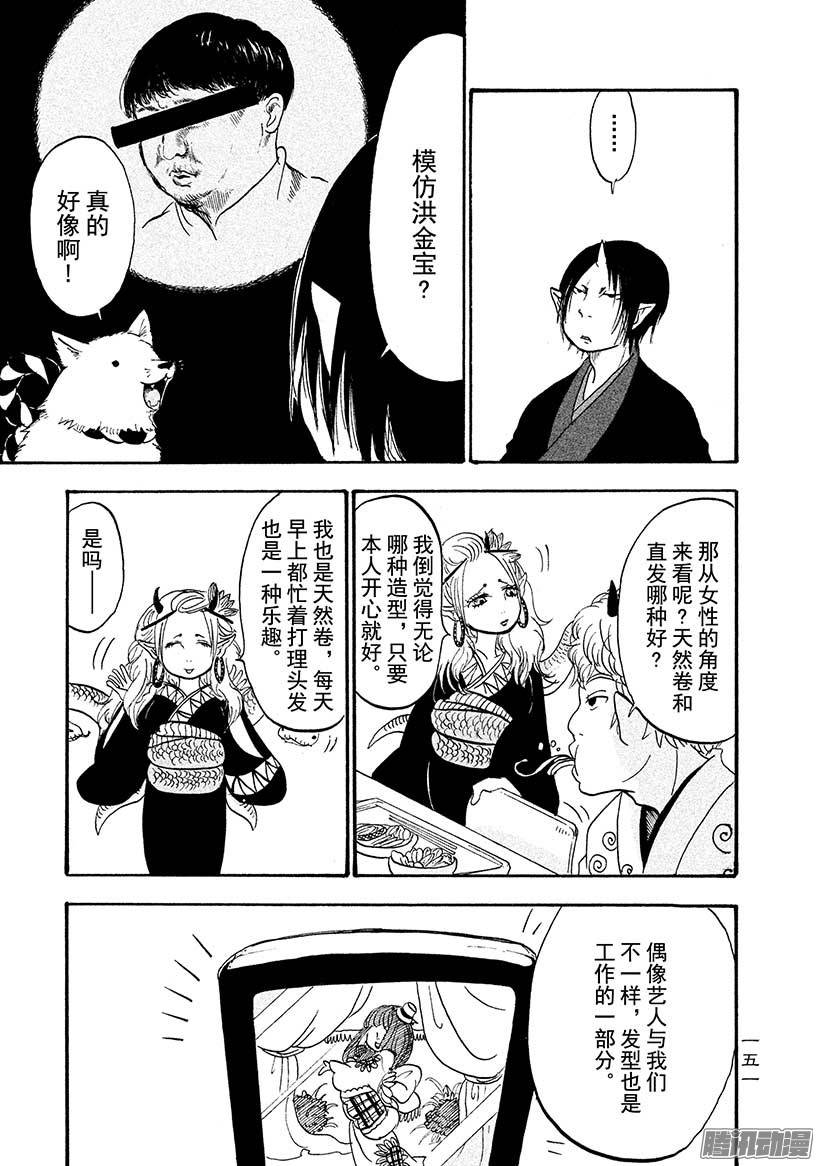 ……
模仿洪金宝？
真的
好像啊！
那从女性的角度
来看呢？天然卷和
直发哪种好？
我倒觉得无论
哪种造型，只要
本人开心就好。
我也是天然卷，每天
早上都忙着打理头发
也是一种乐趣。
是吗——
偶像艺人与我们
不一样，发型也是
工作的一部分。
一五一
腾讯动漫